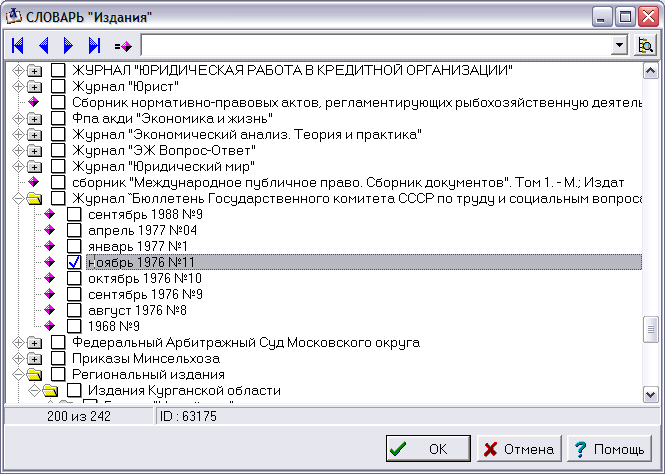 СЛОВАРЬ "Издания"
ЖУРНАЛ "ЮРИДИЧЕСКАЯ РАБОТА В КРЕДИТНОЙ ОРГАНИЗАЦИИ"
Журнал "Юрист"
Сборник нормативно-правовых актов, регламентирующих рыбохозяйственную деятель
Фпа акди "Экономика и жизнь"
Журнал "Экономический анализ. Теория и практика"
Журнал "ЭЖ Вопрос-Ответ"
Журнал "Юридический мир"
сборник "Международное публичное право. Сборник документов". Том 1. - М.; Издат
Журнал `Бюллетень Государственного комитета СССР по труду и социальным вопроса
сентябрь 1988 №9
апрель 1977 №04
январь 1977 №1
ноябрь 1976 №11
октябрь 1976 №10
сентябрь 1976 №9
август 1976 №8
1968 №9
Федеральный Арбитражный Суд Московского округа
Приказы Минсельхоза
Региональный издания
Издания Курганской области
200 из 242 ID : 63175
OK Отмена ? Помощь